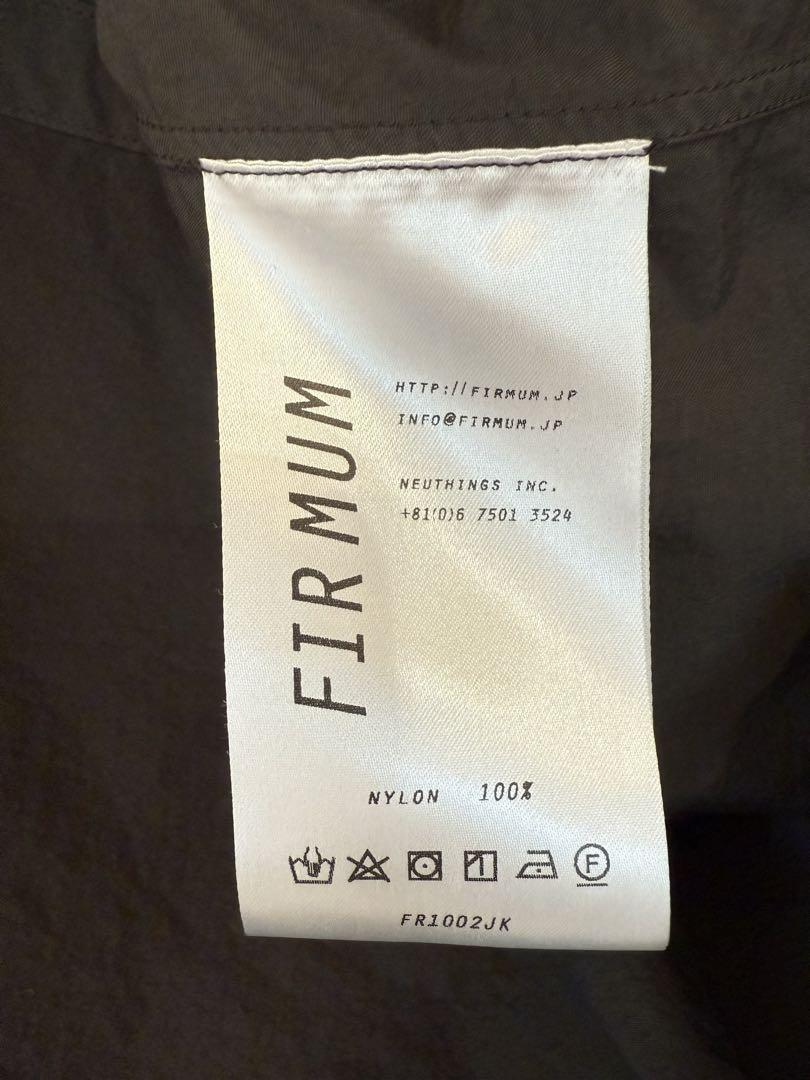 FIRMUM
HTTP://FIRMUM.JP
INFO@FIRMUM.JP
NEUTHINGS INC.
+81(0)6 7501 3524
NYLON 100%
F
FR1002JK